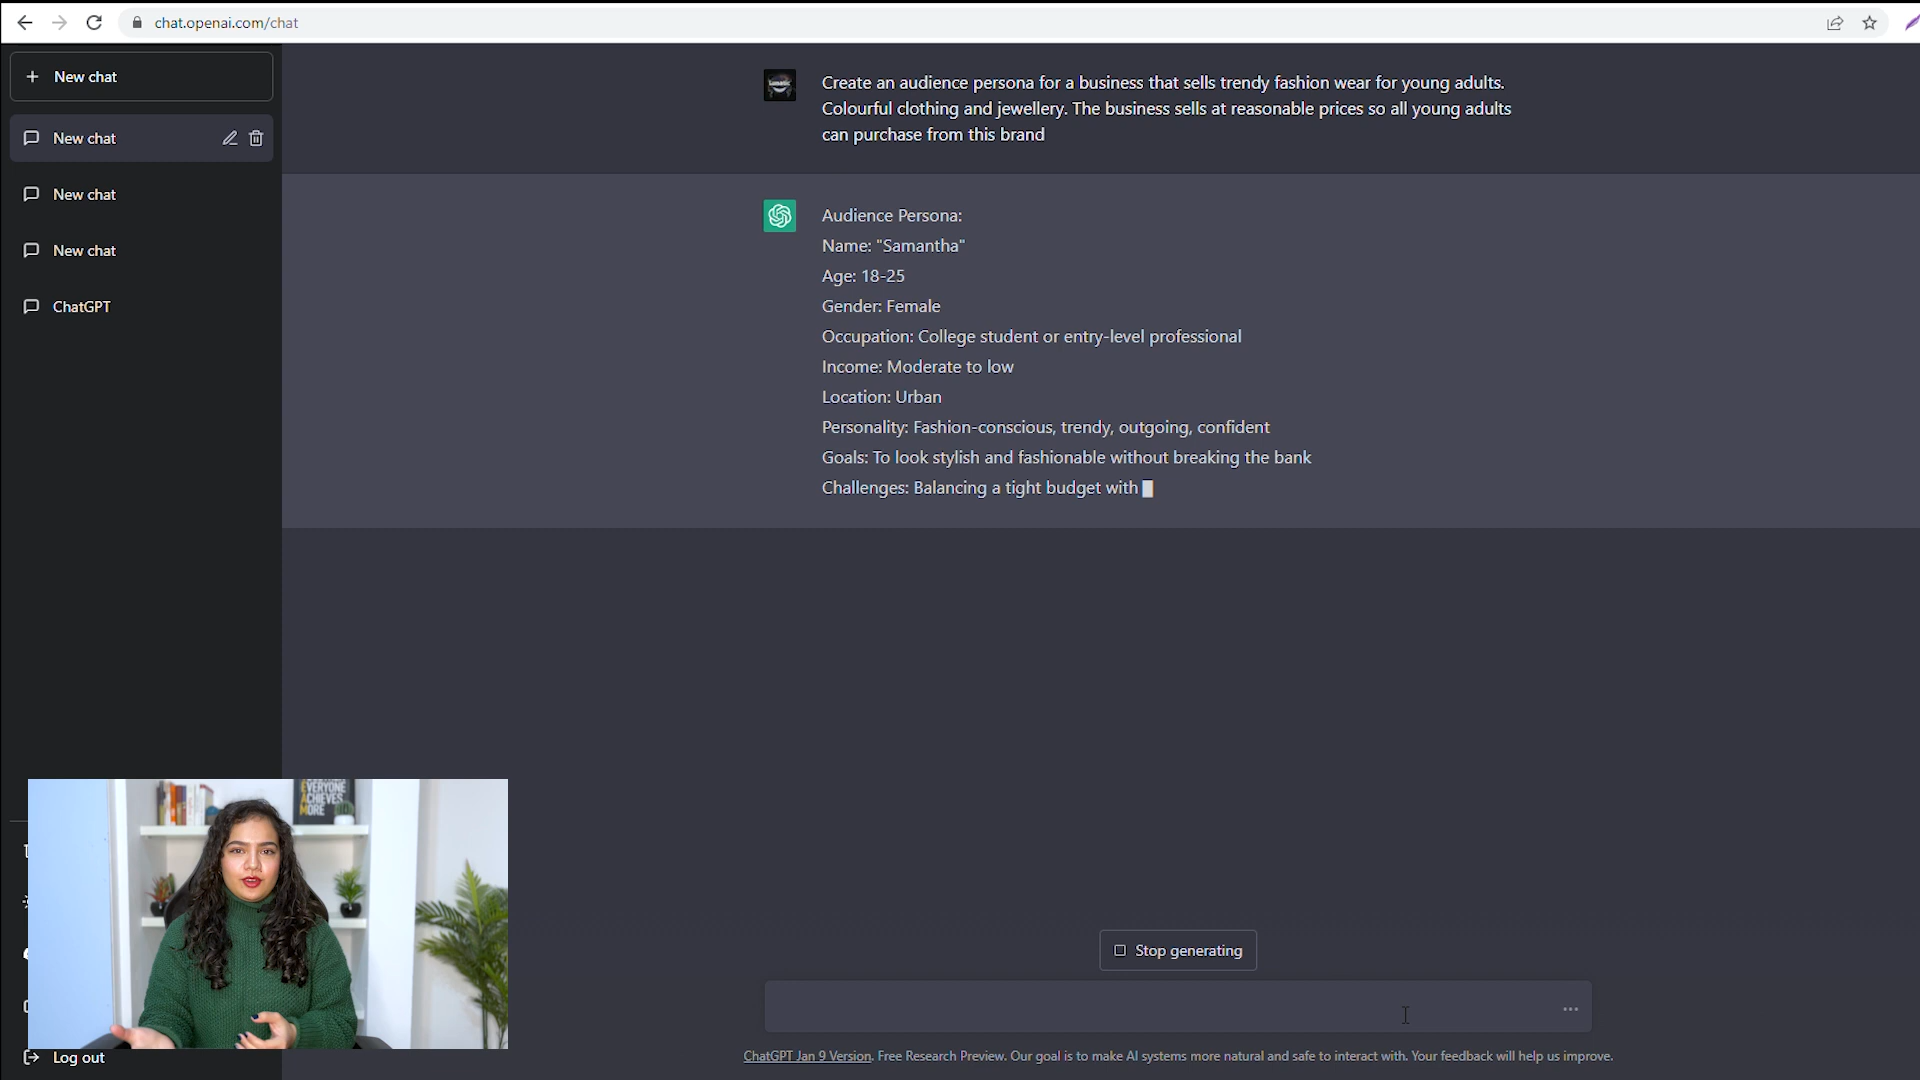 chat.openai.com/chat
New chat
New chat
New chat
New chat
ChatGPT
Create an audience persona for a business that sells trendy fashion wear for young adults.
Colourful clothing and jewellery. The business sells at reasonable prices so all young adults
can purchase from this brand
Audience Persona:
Name: "Samantha"
Age: 18-25
Gender: Female
Occupation: College student or entry-level professional
Income: Moderate to low
Location: Urban
Personality: Fashion-conscious, trendy, outgoing, confident
Goals: To look stylish and fashionable without breaking the bank
Challenges: Balancing a tight budget with
EVERYONE
ACHIEVES
MORE
Stop generating
Log out
ChatGPT Jan 9 Version. Free Research Preview. Our goal is to make AI systems more natural and safe to interact with. Your feedback will help us improve.